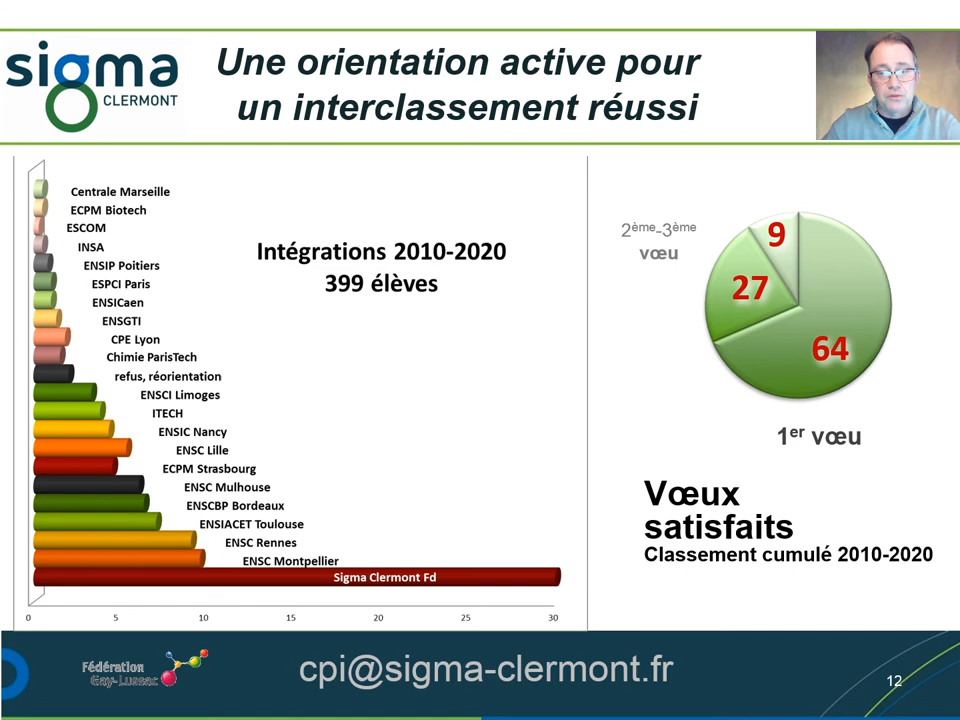 sigma
CLERMONT
Une orientation active pour
un interclassement réussi
Centrale Marseille
ECPM Biotech
ESCOM
INSA
ENSIP Poitiers
ESPCI Paris
ENSICaen
ENSGTI
CPE Lyon
Chimie ParisTech
refus, réorientation
ENSCI Limoges
ITECH
ENSIC Nancy
ENSC Lille
ECPM Strasbourg
ENSC Mulhouse
ENSCBP Bordeaux
ENSIACET Toulouse
ENSC Rennes
ENSC Montpellier
Sigma Clermont Fd
0 5 10 15 20 25 30
Intégrations 2010-2020
399 élèves
2ème-3ème
vœu
9
27
64
1er vœu
Vœux
satisfaits
Classement cumulé 2010-2020
Fédération
Gay-Lussac
cpi@sigma-clermont.fr
12